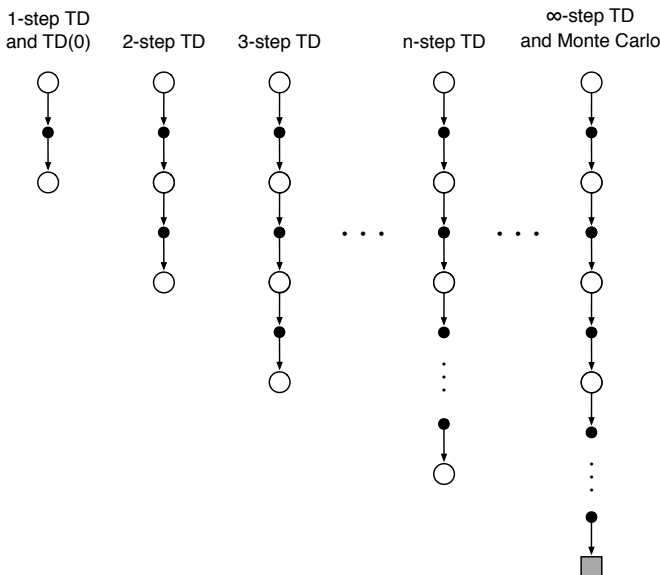 1-step TD
and TD(0)
2-step TD
3-step TD
n-step TD
∞-step TD
and Monte Carlo